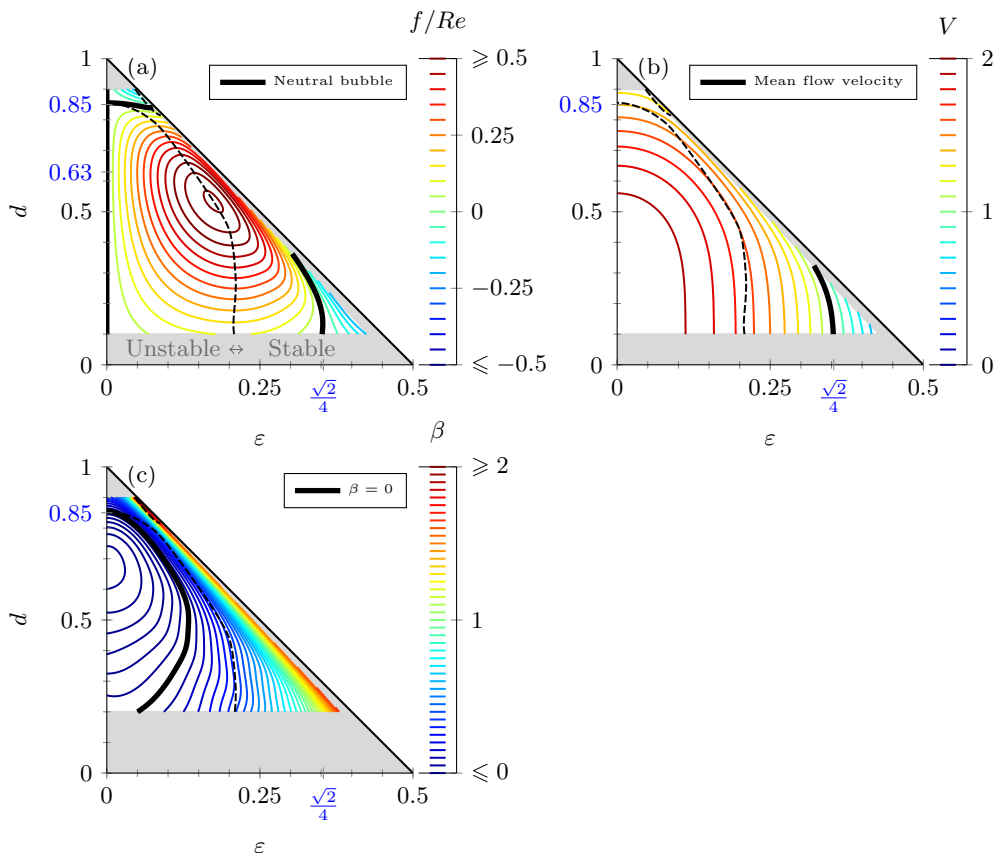 f/Re
V
(a)
Neutral bubble
(b)
Mean flow velocity
1
0.85
0.63
0.5
0
d
Unstable ↔ Stable
0
0.25
√2/4
0.5
ε
⩾ 0.5
0.25
0
−0.25
⩽ −0.5
1
0.85
0.5
0
d
0
0.25
√2/4
0.5
ε
2
1
0
β
(c)
β = 0
1
0.85
0.5
0
d
0
0.25
√2/4
0.5
ε
⩾ 2
1
⩽ 0